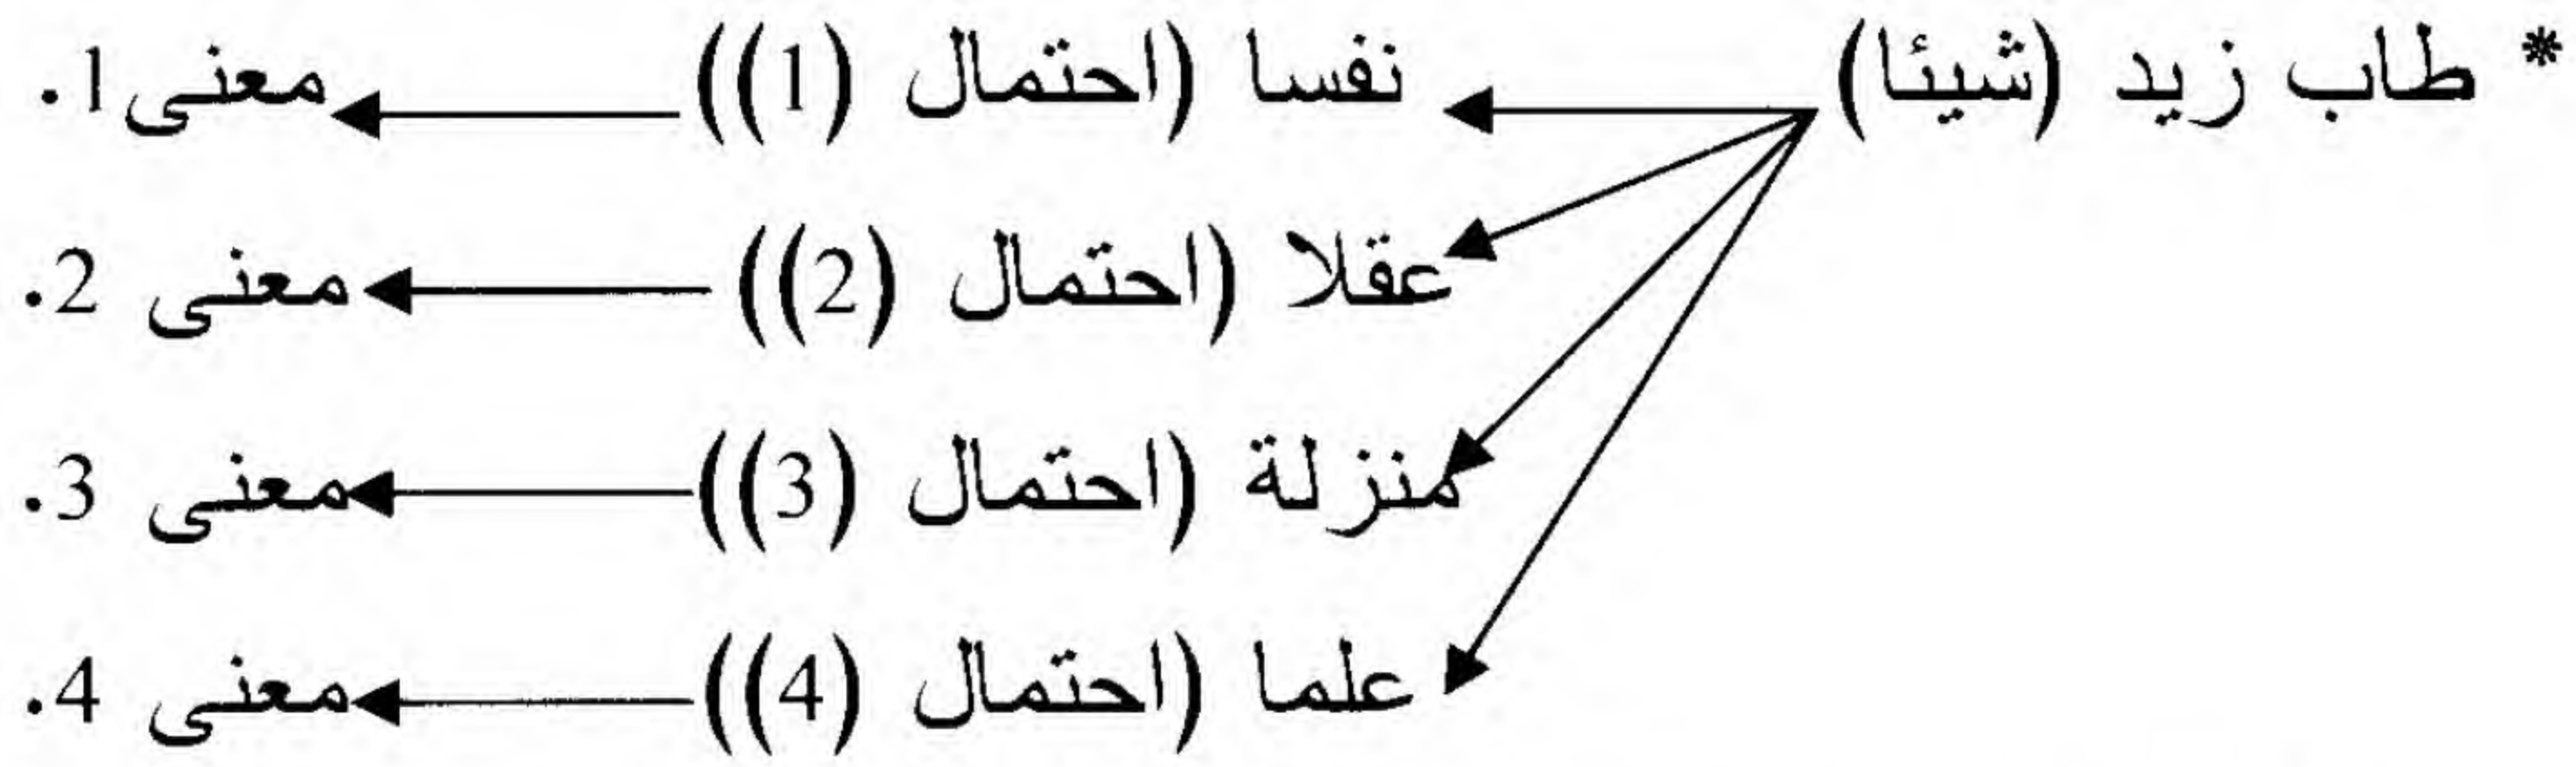 * طاب زيد (شيئا) نفسا (احتمال (1)) معنى1.
عقلا (احتمال (2)) معنى 2.
منزلة (احتمال (3)) معنى 3.
علما (احتمال (4)) معنى 4.